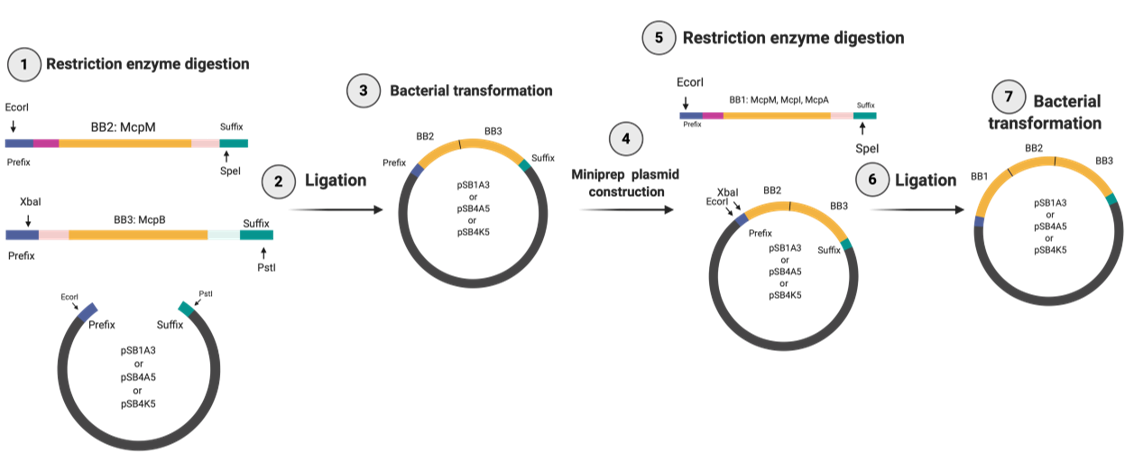 1 Restriction enzyme digestion
EcorI
BB2: McpM
Suffix
Prefix
SpeI
XbaI
BB3: McpB
Suffix
Prefix
PstI
EcorI
PstI
Prefix
Suffix
pSB1A3
or
pSB4A5
or
pSB4K5
2 Ligation
3 Bacterial transformation
BB2
BB3
Prefix
Suffix
pSB1A3
or
pSB4A5
or
pSB4K5
4
Miniprep plasmid
construction
5 Restriction enzyme digestion
EcorI
BB1: McpM, McpI, McpA
Suffix
Prefix
SpeI
XbaI
EcorI
BB2
BB3
Prefix
Suffix
pSB1A3
or
pSB4A5
or
pSB4K5
6 Ligation
7 Bacterial
transformation
BB2
BB3
BB1
pSB1A3
or
pSB4A5
or
pSB4K5